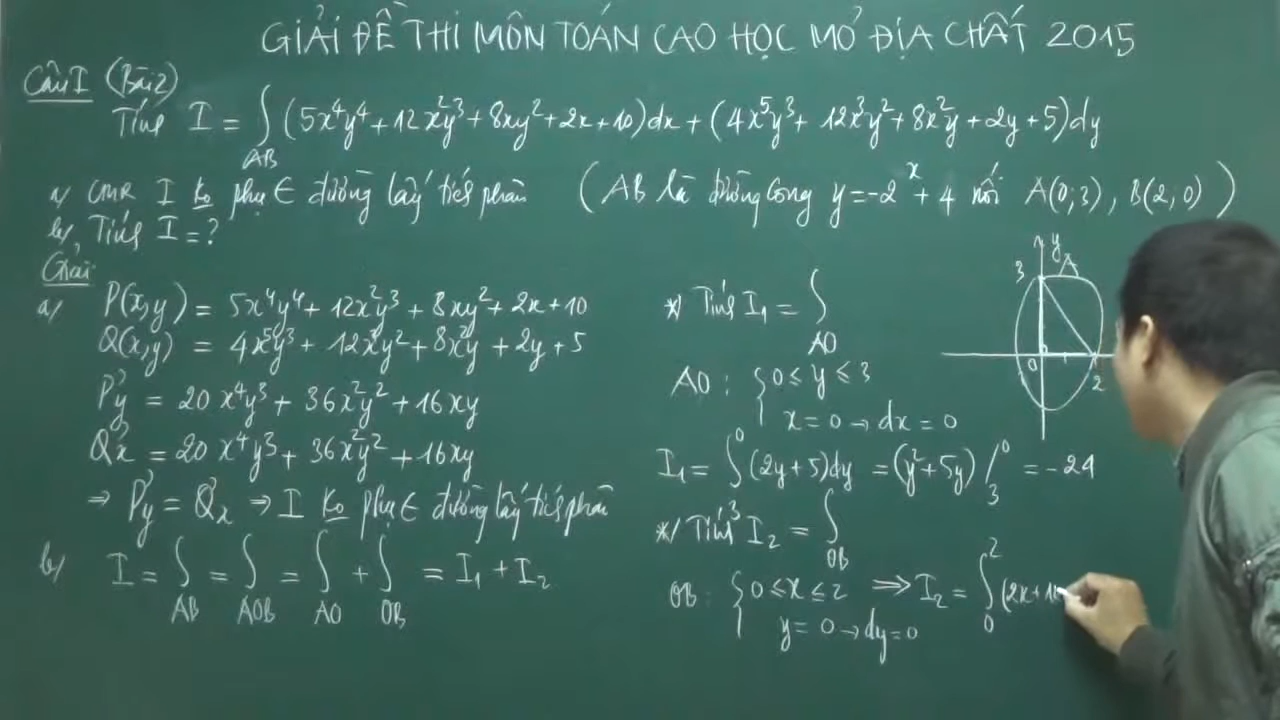 GIẢI ĐỀ THI MÔN TOÁN CAO HỌC MỎ ĐỊA CHẤT 2015
Câu I (Bài 2)
Tính I = ∫_{AB} (5x⁴y⁴ + 12x²y³ + 8xy² + 2x + 10)dx + (4x⁵y³ + 12x³y² + 8x²y + 2y + 5)dy
a/ CMR I ko phụ ∈ đường lấy tích phân (AB là đường cong y = -2ˣ + 4 nối A(0;3), B(2;0))
b/ Tính I = ?
Giải
a/ P(x,y) = 5x⁴y⁴ + 12x²y³ + 8xy² + 2x + 10
Q(x,y) = 4x⁵y³ + 12x³y² + 8x²y + 2y + 5
P'y = 20x⁴y³ + 36x²y² + 16xy
Q'x = 20x⁴y³ + 36x²y² + 16xy
⇒ P'y = Q'x ⇒ I ko phụ ∈ đường lấy tích phân
b/ I = ∫_{AB} = ∫_{AOB} = ∫_{AO} + ∫_{OB} = I₁ + I₂
*) Tính I₁ = ∫_{AO}
AO : { 0 ≤ y ≤ 3
x = 0 → dx = 0
I₁ = ∫₃⁰ (2y + 5)dy = (y² + 5y) /₃⁰ = -24
*/ Tính I₂ = ∫_{OB}
OB : { 0 ≤ x ≤ 2 ⇒ I₂ = ∫₀² (2x + 1
y = 0 → dy = 0
y
3 A
0 2